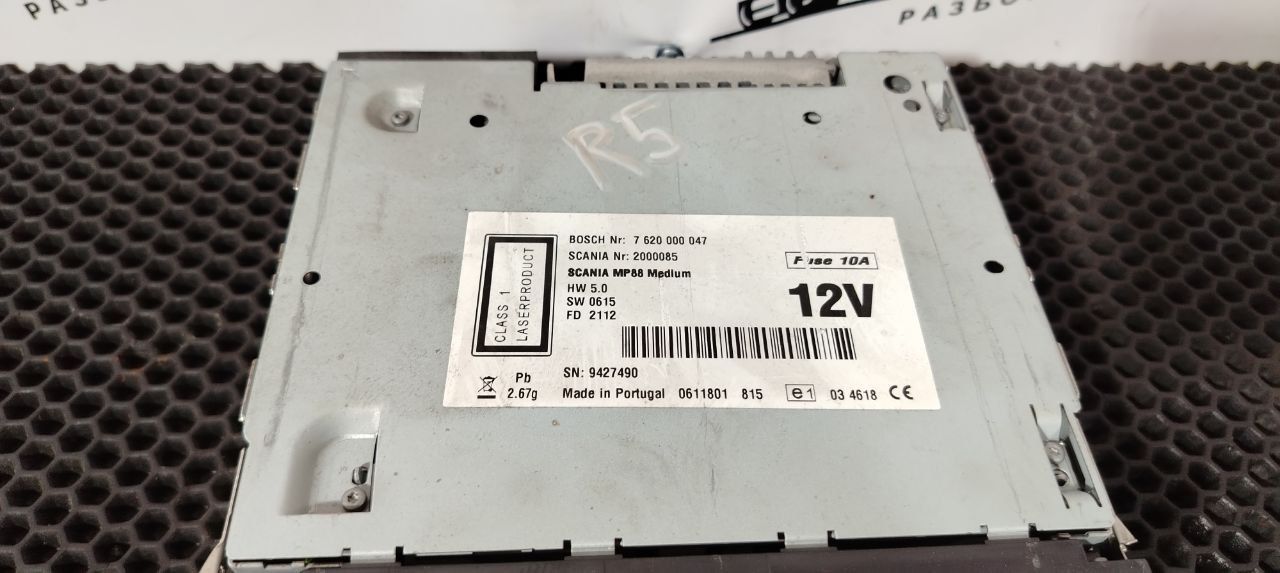 РАЗБО
R5
BOSCH Nr: 7 620 000 047
SCANIA Nr: 2000085
SCANIA MP88 Medium
HW 5.0
SW 0615
FD 2112
Fuse 10A
12V
CLASS 1
LASERPRODUCT
SN: 9427490
Pb
2.67g
Made in Portugal 0611801 815 e1 03 4618 CE